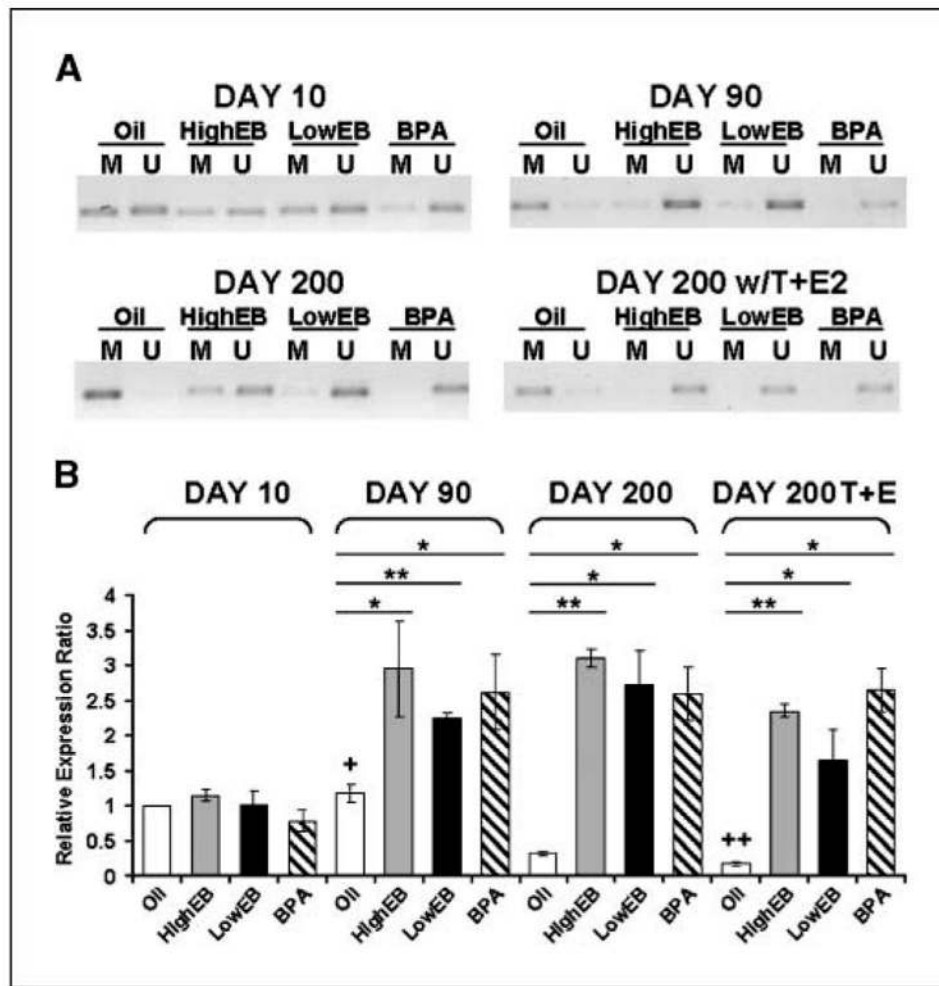 A
DAY 10
Oil HighEB LowEB BPA
M U M U M U M U
DAY 90
Oil HighEB LowEB BPA
M U M U M U M U
DAY 200
Oil HighEB LowEB BPA
M U M U M U M U
DAY 200 w/T+E2
Oil HighEB LowEB BPA
M U M U M U M U
B
DAY 10 DAY 90 DAY 200 DAY 200 T+E
* * *
** * *
* ** **
Relative Expression Ratio
4
3.5
3
2.5
2
1.5
1
0.5
0
+
++
Oil HighEB LowEB BPA Oil HighEB LowEB BPA Oil HighEB LowEB BPA Oil HighEB LowEB BPA